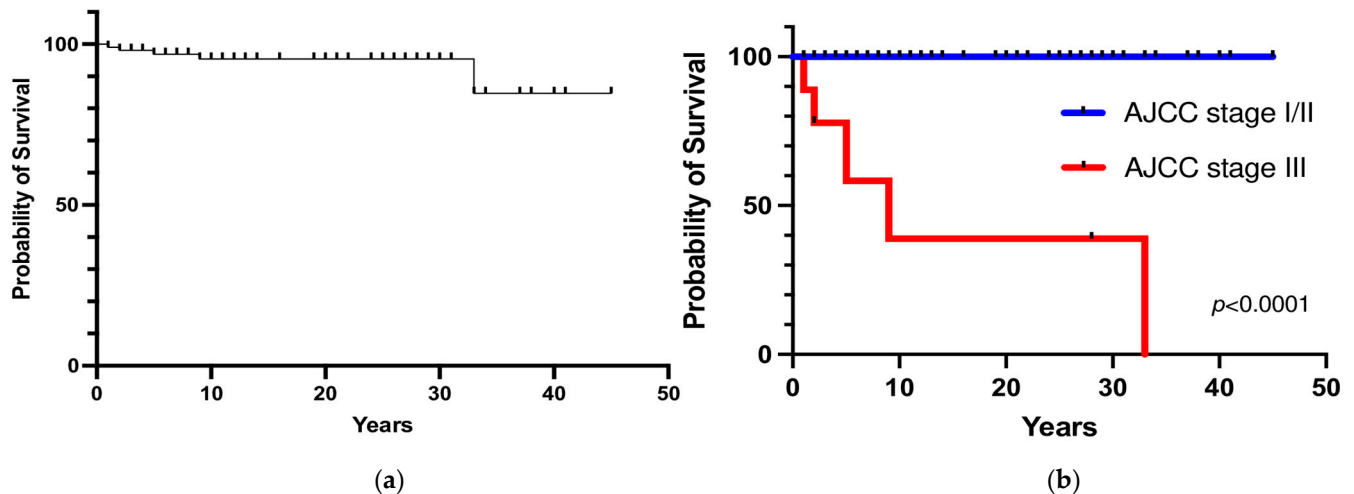 Probability of Survival
100
50
0
0 10 20 30 40 50
Years
(a)
Probability of Survival
100
50
0
AJCC stage I/II
AJCC stage III
p<0.0001
0 10 20 30 40 50
Years
(b)